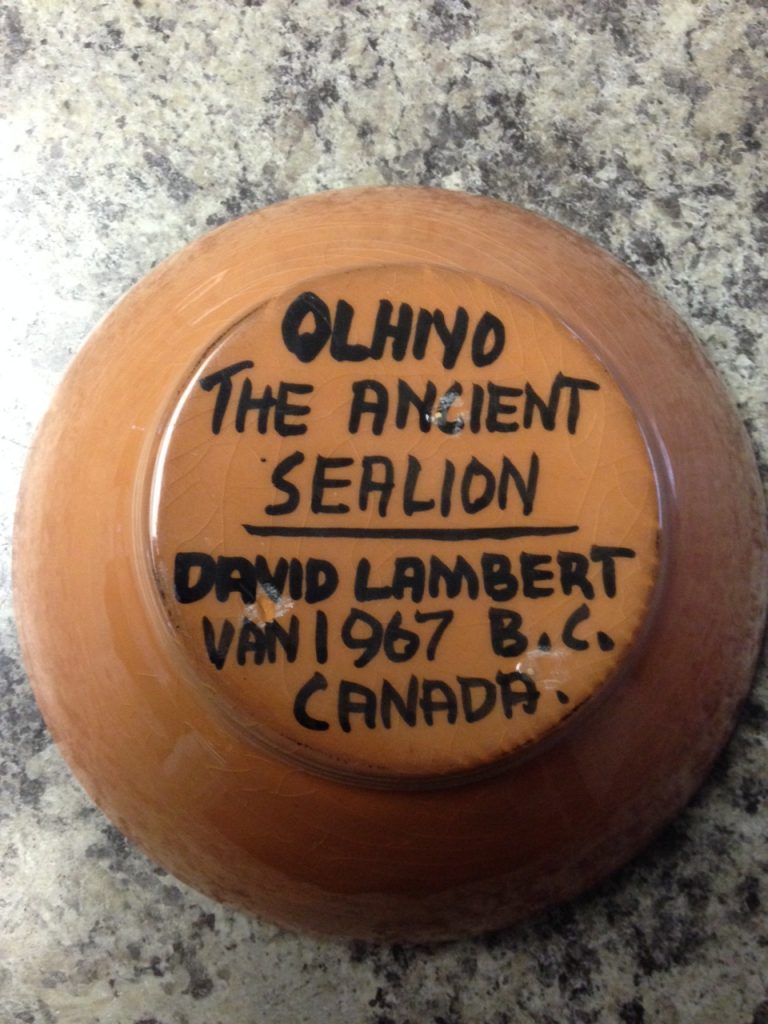 OLHIYO
THE ANCIENT
SEALION
DAVID LAMBERT
VAN 1967 B.C.
CANADA.